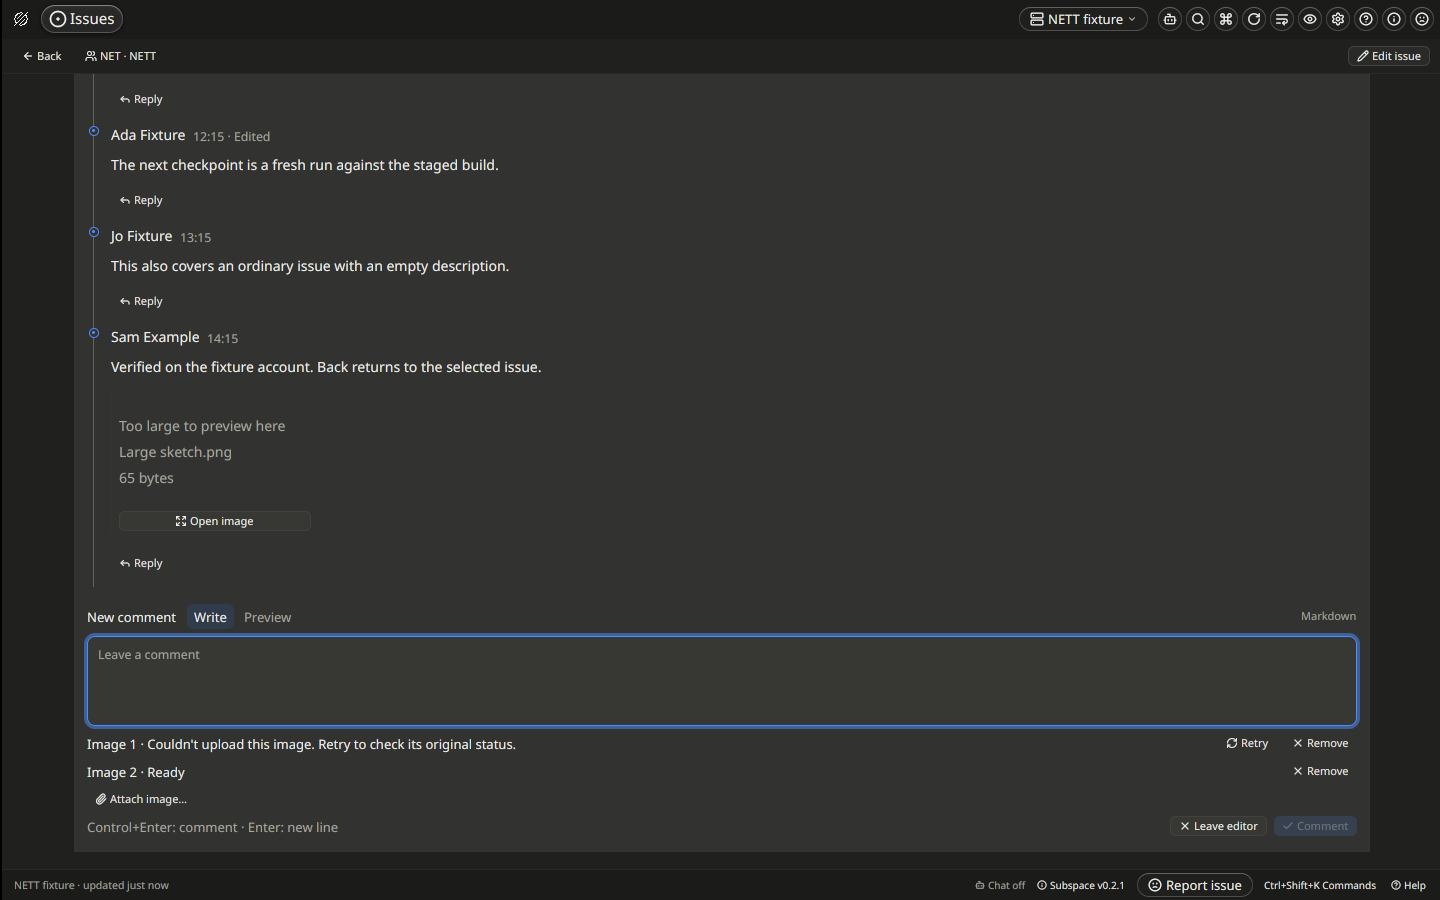 Issues
NETT fixture
Back
NET · NETT
Edit issue
Reply
Ada Fixture 12:15 · Edited
The next checkpoint is a fresh run against the staged build.
Reply
Jo Fixture 13:15
This also covers an ordinary issue with an empty description.
Reply
Sam Example 14:15
Verified on the fixture account. Back returns to the selected issue.
Too large to preview here
Large sketch.png
65 bytes
Open image
Reply
New comment Write Preview Markdown
Leave a comment
Image 1 · Couldn't upload this image. Retry to check its original status. Retry Remove
Image 2 · Ready Remove
Attach image...
Control+Enter: comment · Enter: new line Leave editor Comment
NETT fixture · updated just now Chat off Subspace v0.2.1 Report issue Ctrl+Shift+K Commands Help